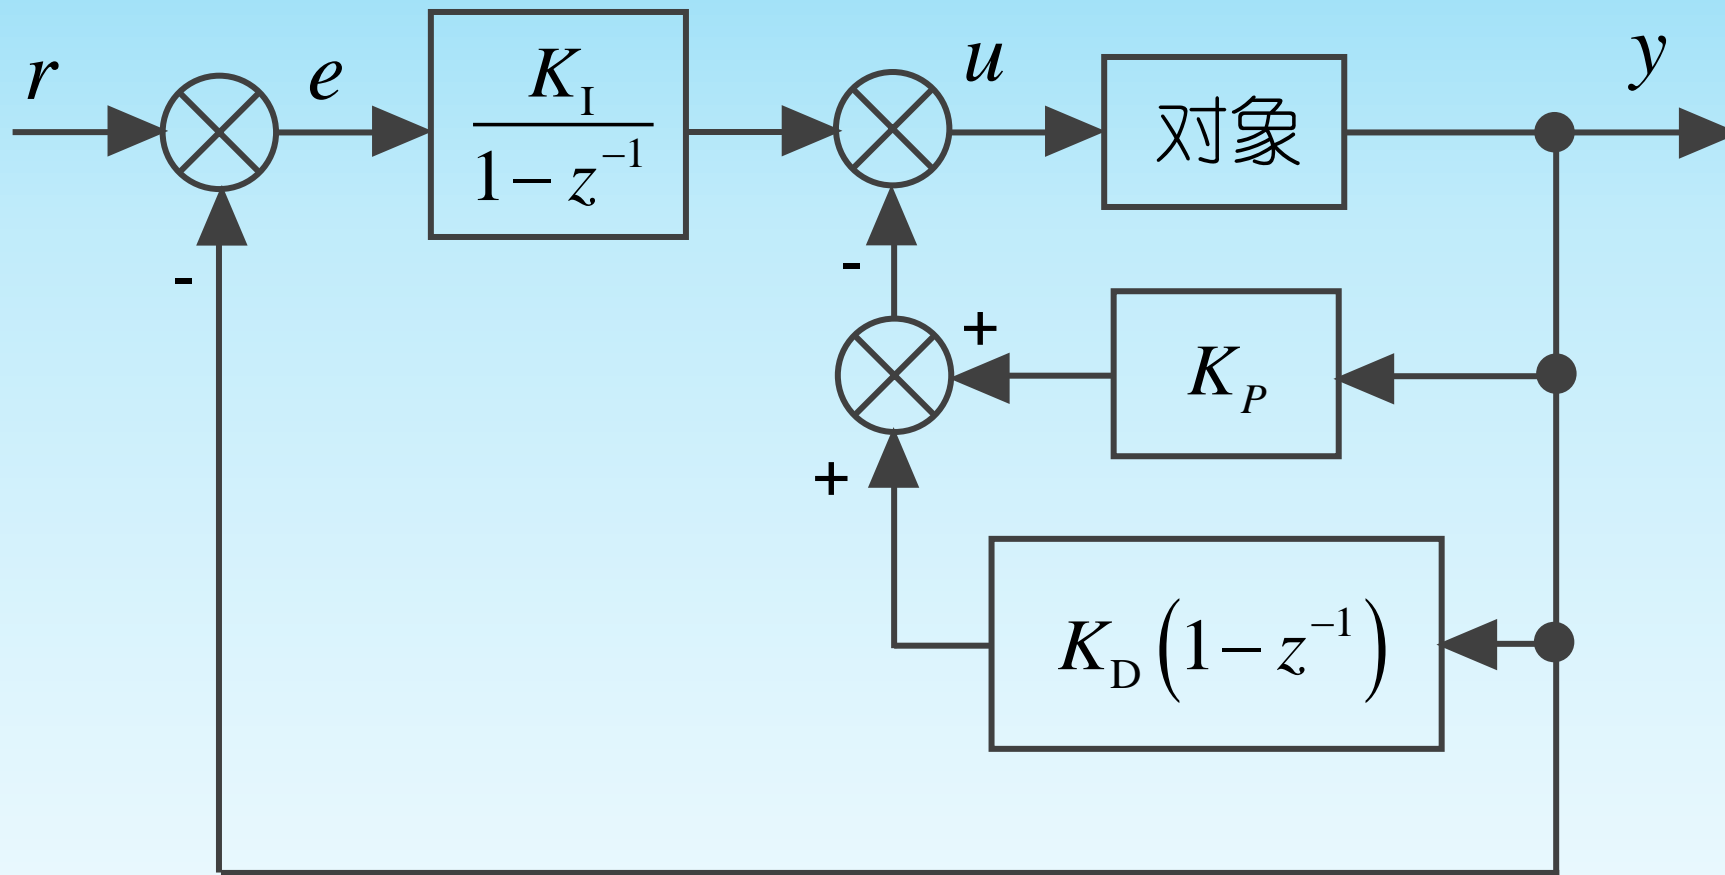 r
e
K_I
1 − z^{−1}
u
对象
y
-
-
+
K_P
+
K_D(1 − z^{−1})